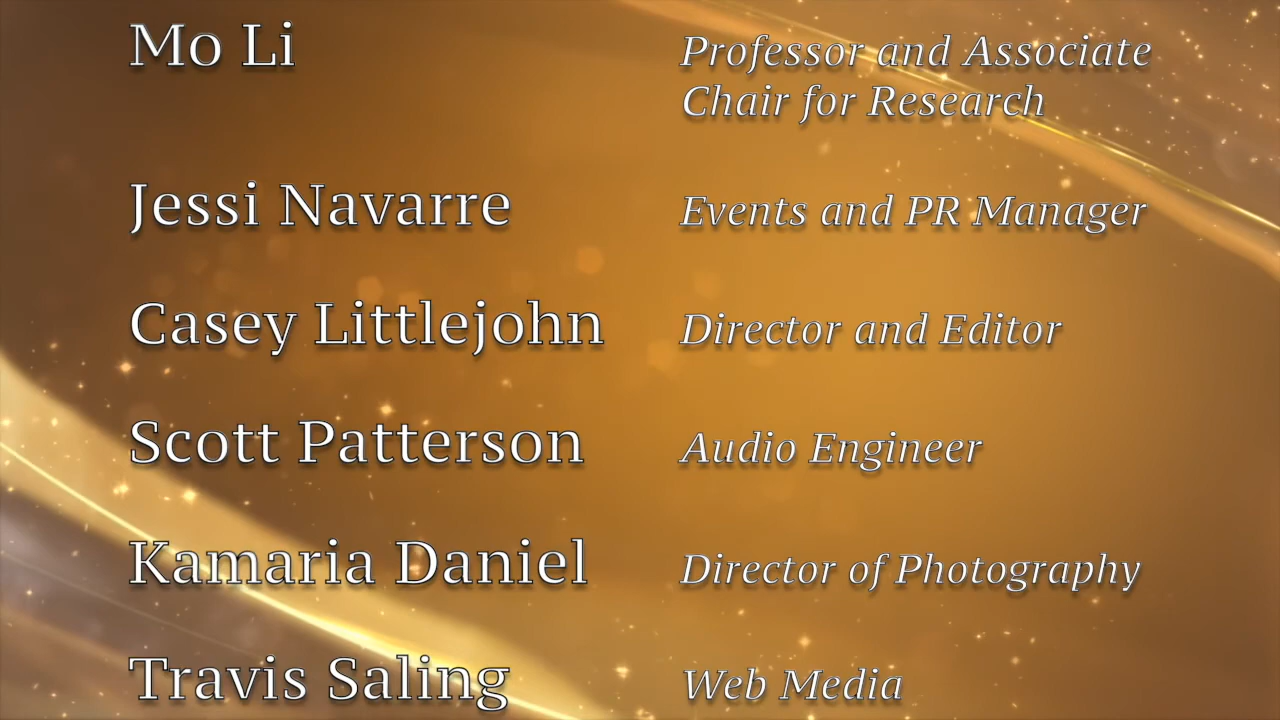 Mo Li Professor and Associate
Chair for Research
Jessi Navarre Events and PR Manager
Casey Littlejohn Director and Editor
Scott Patterson Audio Engineer
Kamaria Daniel Director of Photography
Travis Saling Web Media